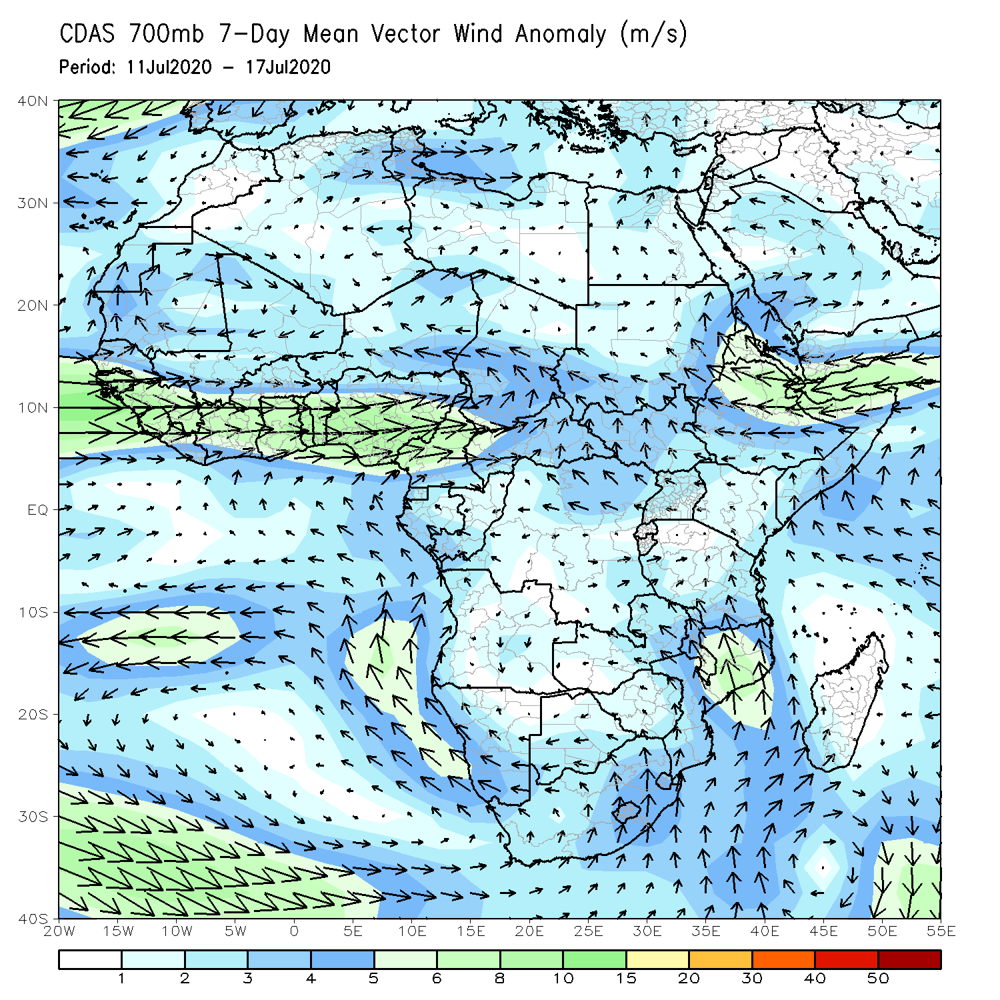 CDAS 700mb 7-Day Mean Vector Wind Anomaly (m/s)
Period: 11Jul2020 - 17Jul2020
40N
30N
20N
10N
EQ
10S
20S
30S
40S
20W 15W 10W 5W 0 5E 10E 15E 20E 25E 30E 35E 40E 45E 50E 55E
1 2 3 4 5 6 8 10 15 20 30 40 50